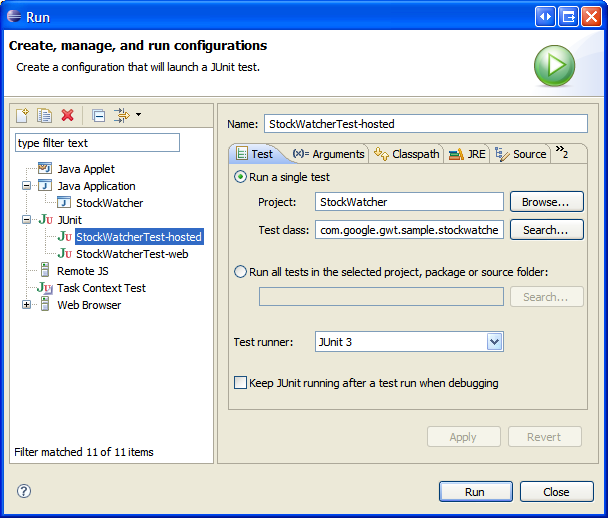 Run
Create, manage, and run configurations
Create a configuration that will launch a JUnit test.
type filter text
Java Applet
Java Application
StockWatcher
JUnit
StockWatcherTest-hosted
StockWatcherTest-web
Remote JS
Task Context Test
Web Browser
Filter matched 11 of 11 items
Name: StockWatcherTest-hosted
Test (x)= Arguments Classpath JRE Source »2
Run a single test
Project: StockWatcher Browse...
Test class: com.google.gwt.sample.stockwatche Search...
Run all tests in the selected project, package or source folder:
Search...
Test runner: JUnit 3
Keep JUnit running after a test run when debugging
Apply Revert
? Run Close